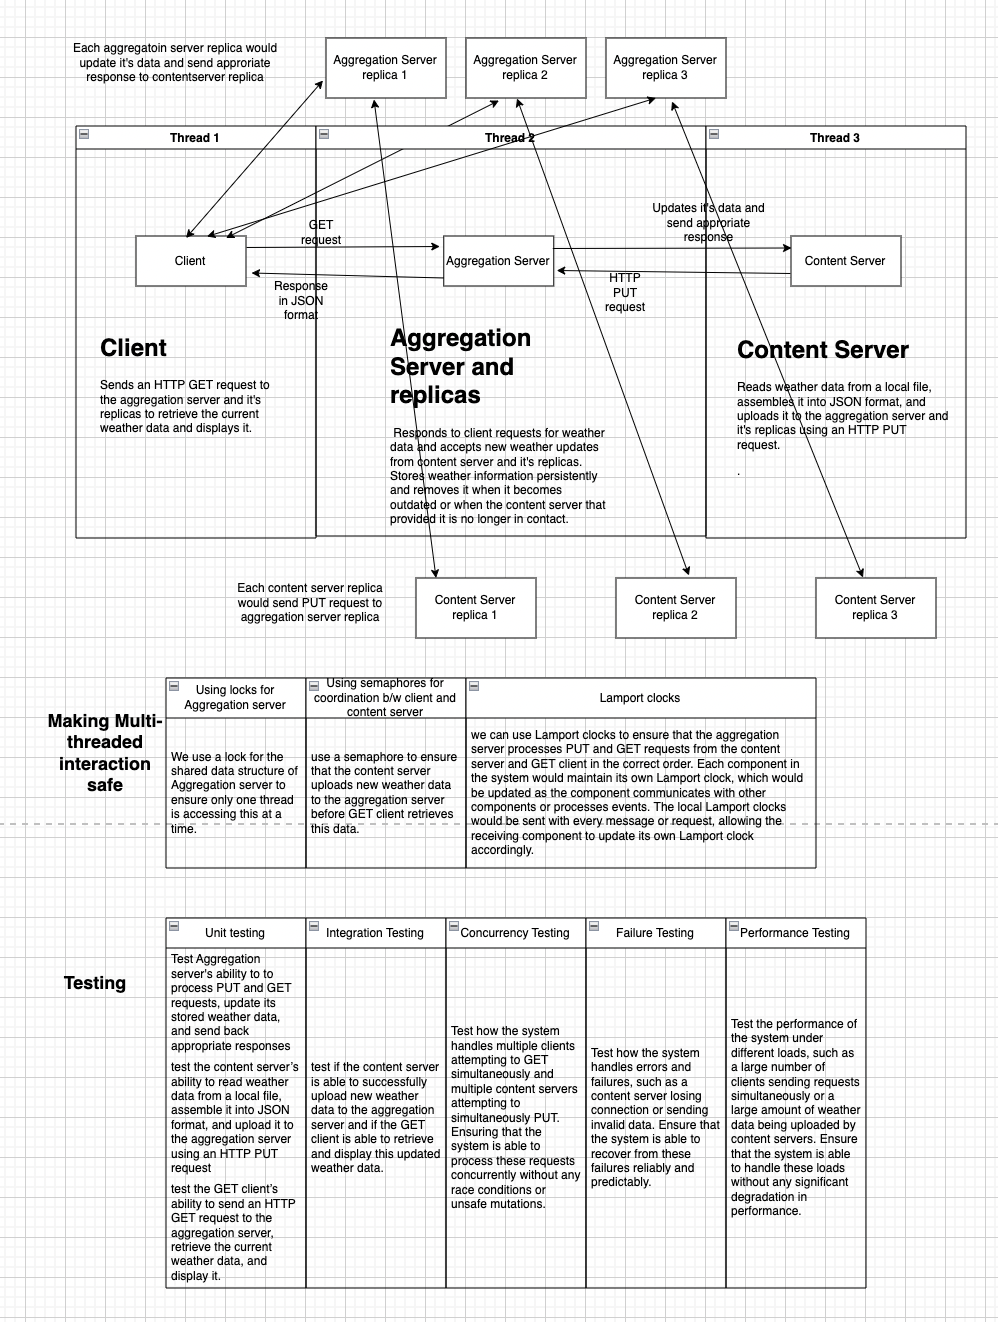 Each aggregatoin server replica would
update it's data and send approriate
response to contentserver replica
Aggregation Server
replica 1
Aggregation Server
replica 2
Aggregation Server
replica 3
Thread 1
Thread 2
Thread 3
GET
request
Updates it's data and
send approriate
response
Client
Aggregation Server
Content Server
Response
in JSON
format
HTTP
PUT
request
Client
Sends an HTTP GET request to
the aggregation server and it's
replicas to retrieve the current
weather data and displays it.
Aggregation
Server and
replicas
Responds to client requests for weather
data and accepts new weather updates
from content server and it's replicas.
Stores weather information persistently
and removes it when it becomes
outdated or when the content server that
provided it is no longer in contact.
Content Server
Reads weather data from a local file,
assembles it into JSON format, and
uploads it to the aggregation server and
it's replicas using an HTTP PUT
request.
.
Each content server replica
would send PUT request to
aggregation server replica
Content Server
replica 1
Content Server
replica 2
Content Server
replica 3
Making Multi-
threaded
interaction
safe
Using locks for
Aggregation server
Using semaphores for
coordination b/w client and
content server
Lamport clocks
We use a lock for the
shared data structure of
Aggregation server to
ensure only one thread
is accessing this at a
time.
use a semaphore to ensure
that the content server
uploads new weather data
to the aggregation server
before GET client retrieves
this data.
we can use Lamport clocks to ensure that the aggregation
server processes PUT and GET requests from the content
server and GET client in the correct order. Each component in
the system would maintain its own Lamport clock, which would
be updated as the component communicates with other
components or processes events. The local Lamport clocks
would be sent with every message or request, allowing the
receiving component to update its own Lamport clock
accordingly.
Testing
Unit testing
Integration Testing
Concurrency Testing
Failure Testing
Performance Testing
Test Aggregation
server's ability to to
process PUT and GET
requests, update its
stored weather data,
and send back
appropriate responses
test the content server's
ability to read weather
data from a local file,
assemble it into JSON
format, and upload it to
the aggregation server
using an HTTP PUT
request
test the GET client's
ability to send an HTTP
GET request to the
aggregation server,
retrieve the current
weather data, and
display it.
test if the content server
is able to successfully
upload new weather
data to the aggregation
server and if the GET
client is able to retrieve
and display this updated
weather data.
Test how the system
handles multiple clients
attempting to GET
simultaneously and
multiple content servers
attempting to
simultaneously PUT.
Ensuring that the
system is able to
process these requests
concurrently without any
race conditions or
unsafe mutations.
Test how the system
handles errors and
failures, such as a
content server losing
connection or sending
invalid data. Ensure that
the system is able to
recover from these
failures reliably and
predictably.
Test the performance of
the system under
different loads, such as
a large number of
clients sending requests
simultaneously or a
large amount of weather
data being uploaded by
content servers. Ensure
that the system is able
to handle these loads
without any significant
degradation in
performance.